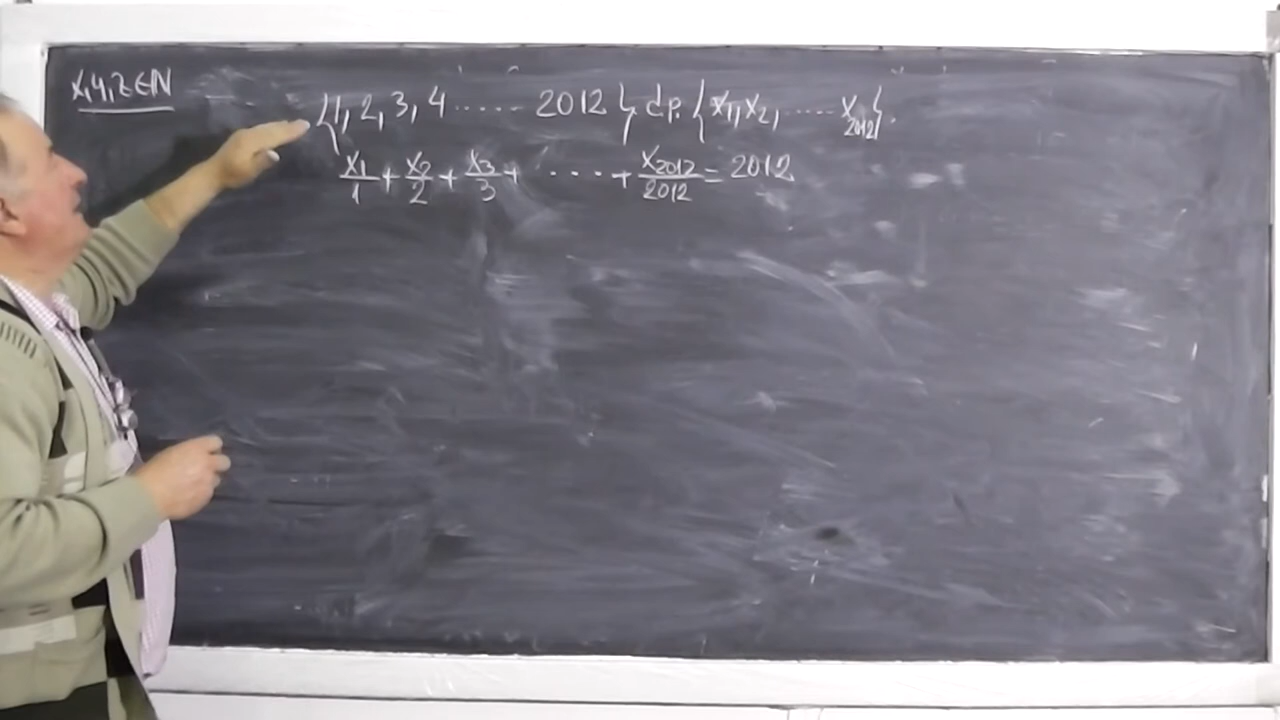 x,y,z∈N
{1, 2, 3, 4 ...... 2012} d.p. {x₁, x₂, ..... x₂₀₁₂}.
x₁/1 + x₂/2 + x₃/3 + .... + x₂₀₁₂/2012 = 2012